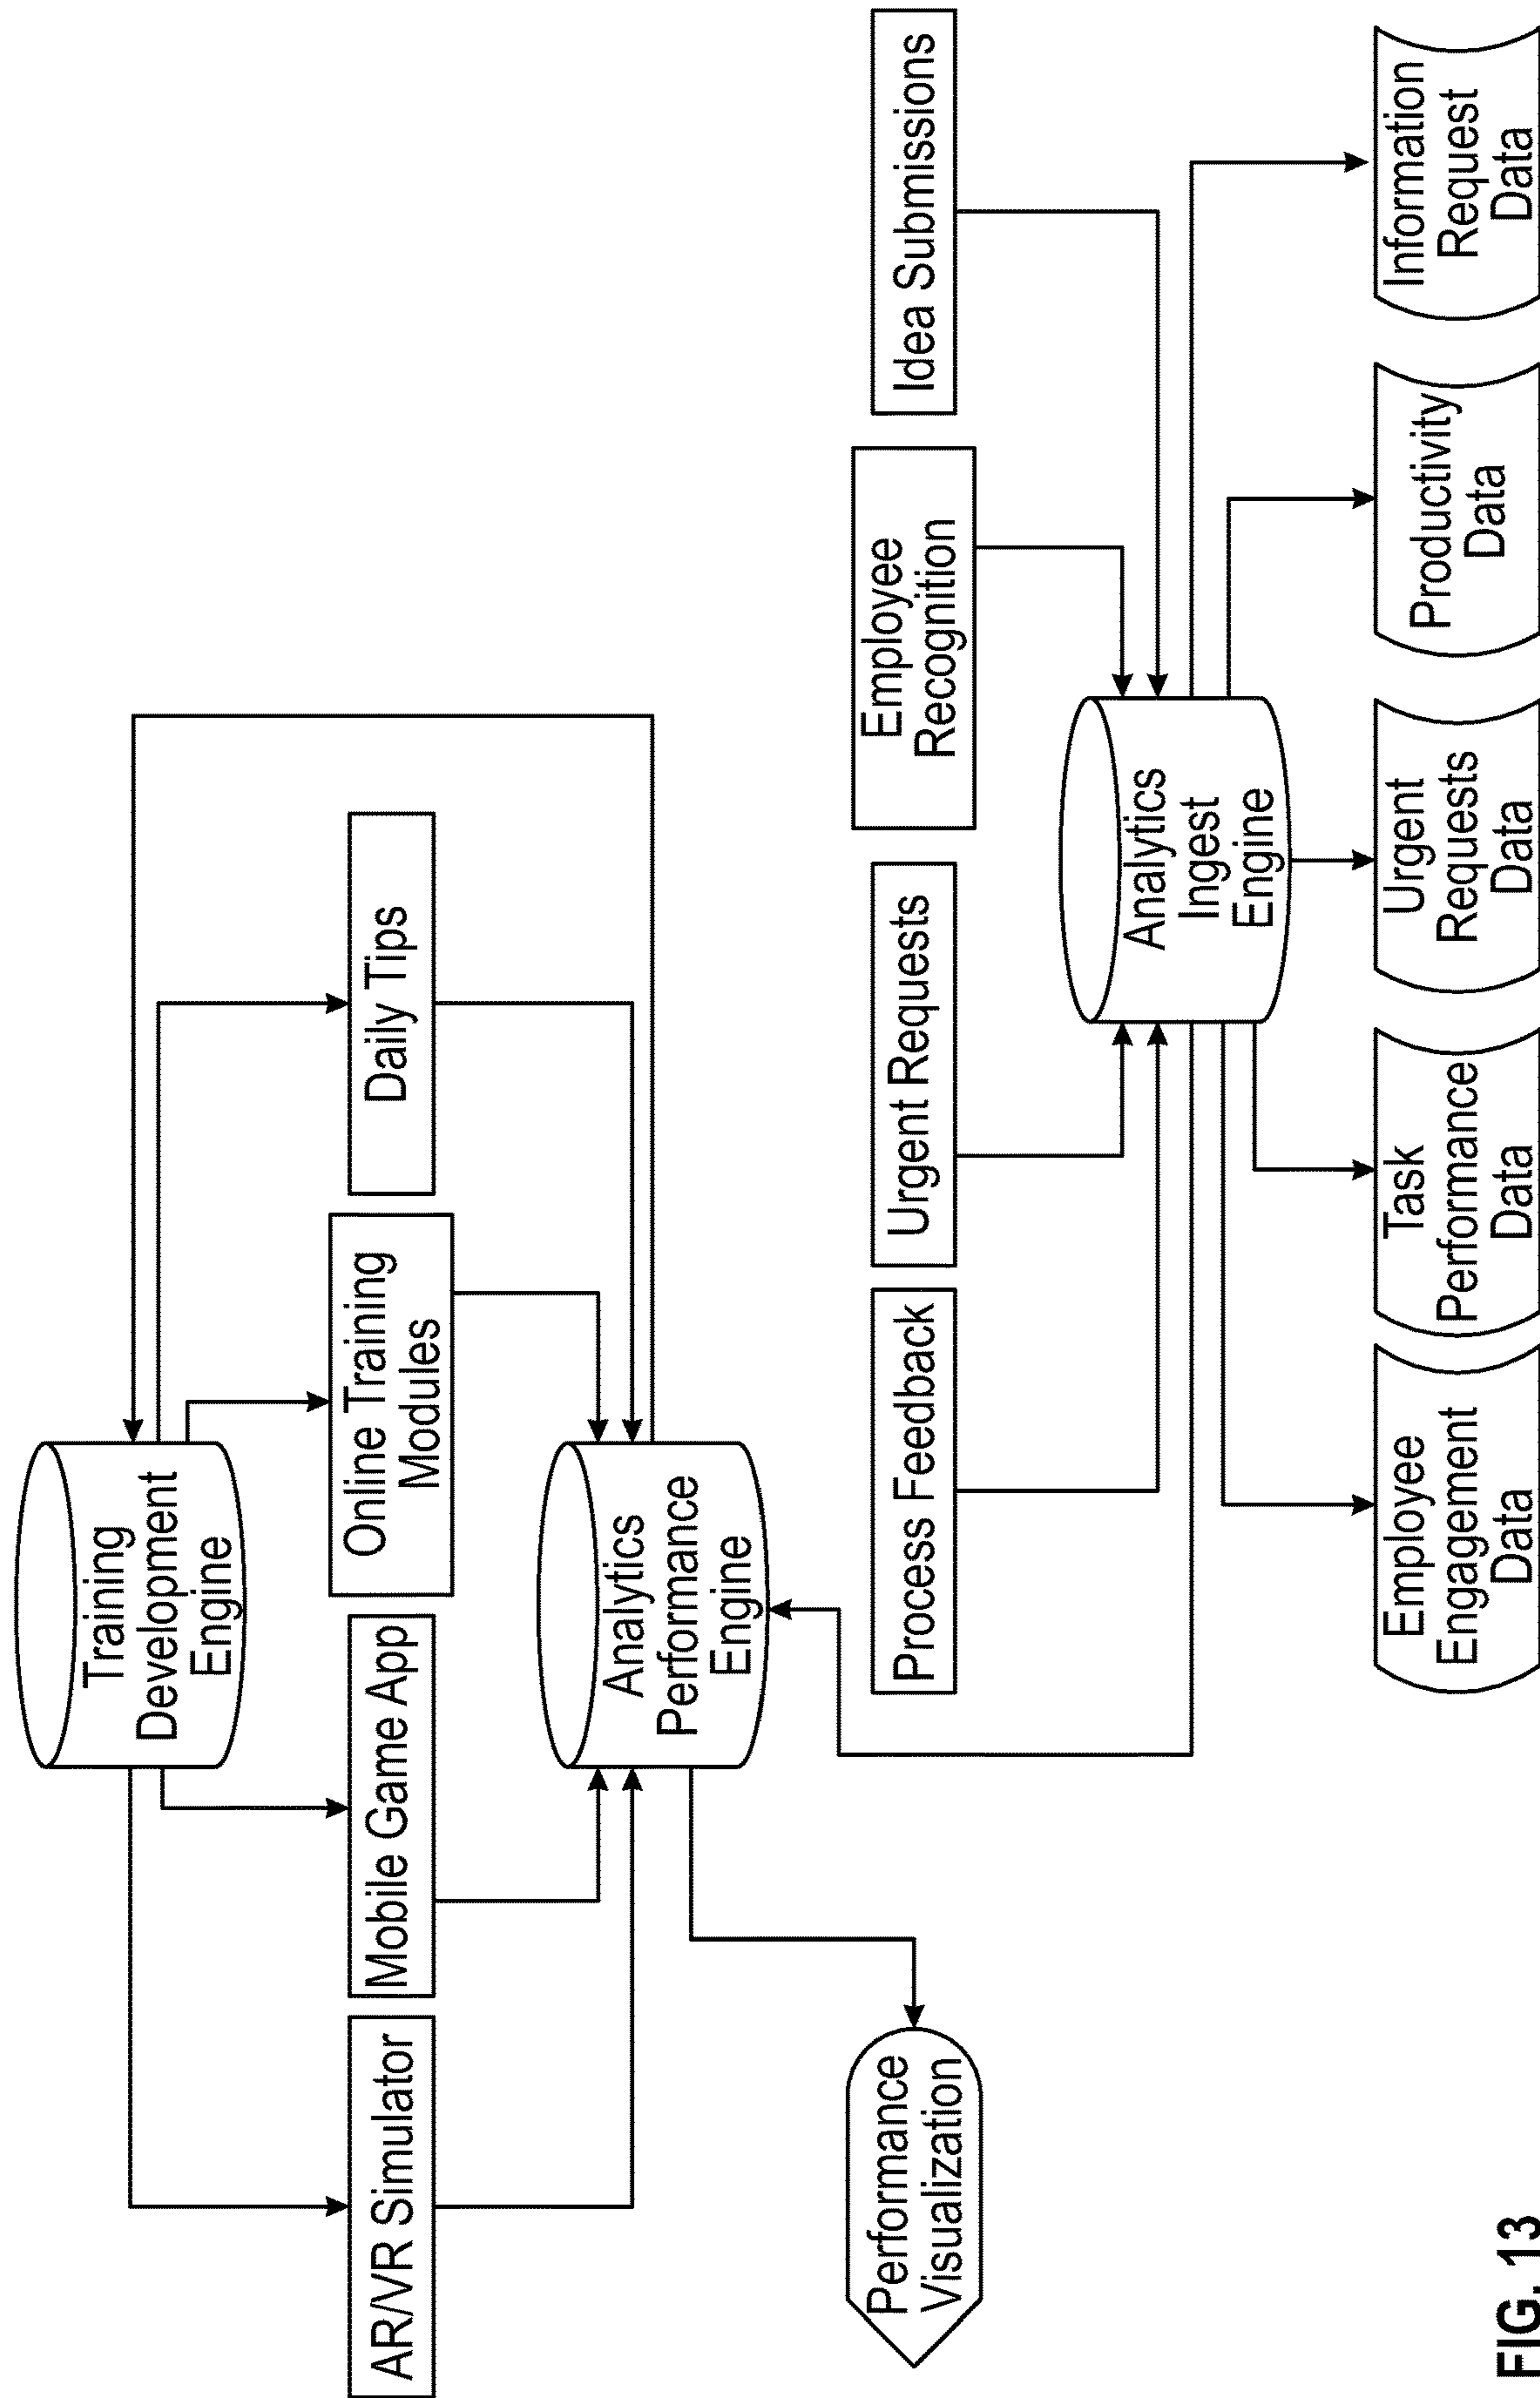 Training
Development
Engine
AR/VR Simulator
Mobile Game App
Online Training
Modules
Daily Tips
Analytics
Performance
Engine
Performance
Visualization
Process Feedback
Urgent Requests
Employee
Recognition
Idea Submissions
Analytics
Ingest
Engine
Employee
Engagement
Data
Task
Performance
Data
Urgent
Requests
Data
Productivity
Data
Information
Request
Data
FIG. 13